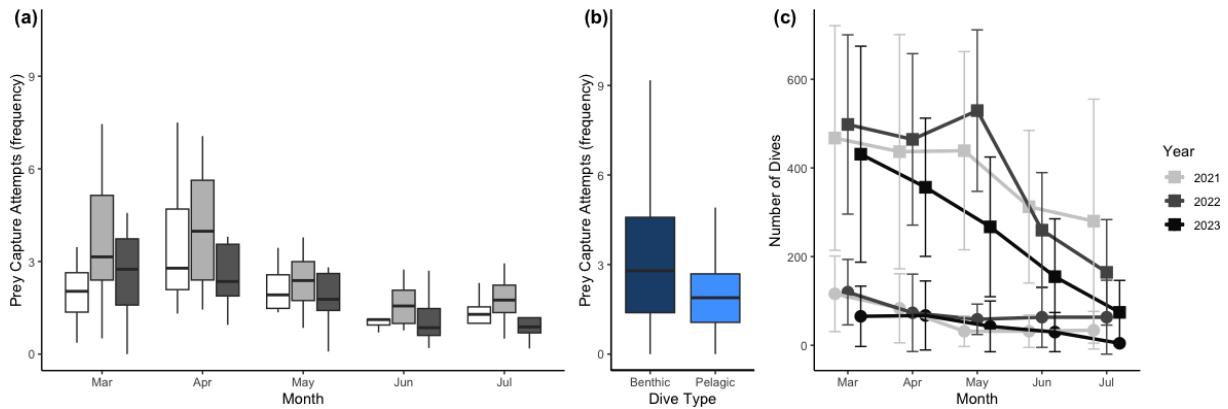 (a)
Prey Capture Attempts (frequency)
9
6
3
0
Mar Apr May Jun Jul
Month
(b)
Prey Capture Attempts (frequency)
9
6
3
0
Benthic Pelagic
Dive Type
(c)
Number of Dives
600
400
200
0
Mar Apr May Jun Jul
Month
Year
2021
2022
2023